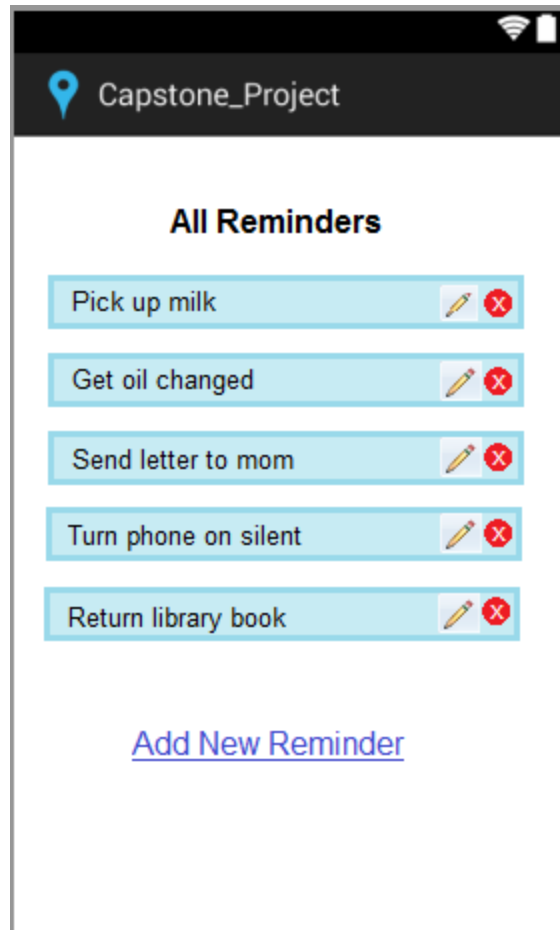 Capstone_Project
All Reminders
Pick up milk
Get oil changed
Send letter to mom
Turn phone on silent
Return library book
Add New Reminder